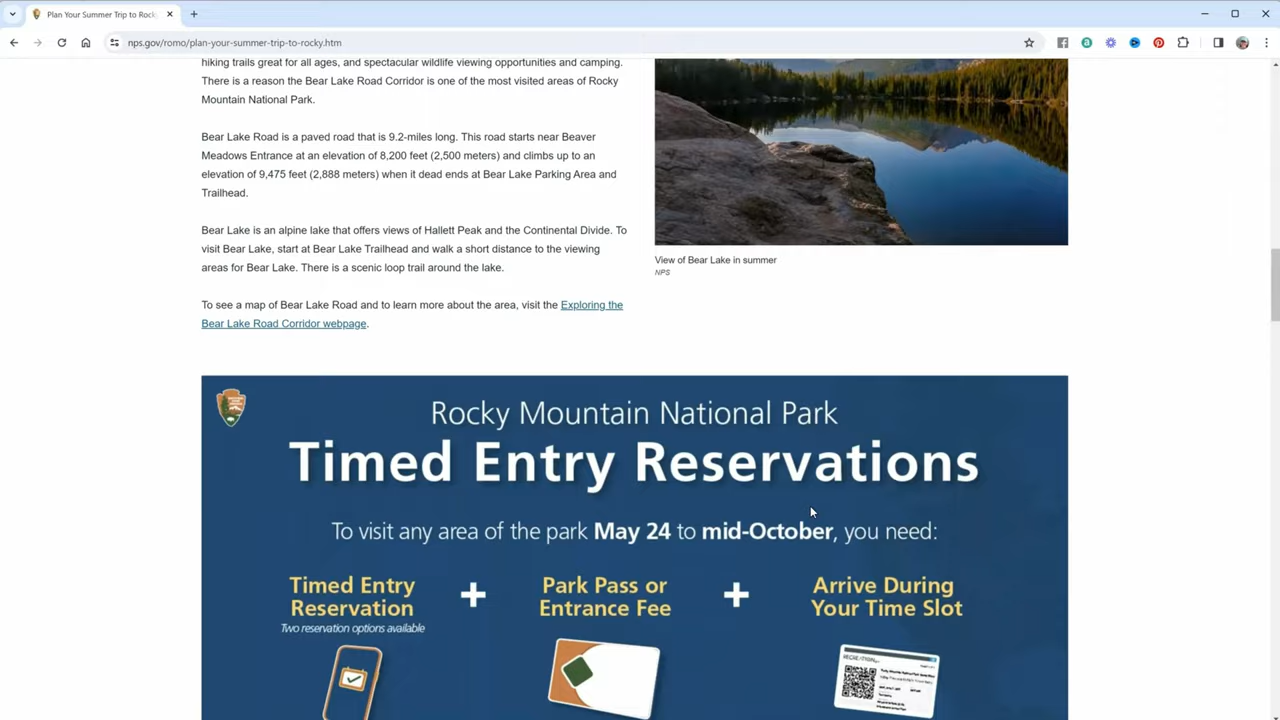 Plan Your Summer Trip to Rocky
nps.gov/romo/plan-your-summer-trip-to-rocky.htm
hiking trails great for all ages, and spectacular wildlife viewing opportunities and camping.
There is a reason the Bear Lake Road Corridor is one of the most visited areas of Rocky
Mountain National Park.
Bear Lake Road is a paved road that is 9.2-miles long. This road starts near Beaver
Meadows Entrance at an elevation of 8,200 feet (2,500 meters) and climbs up to an
elevation of 9,475 feet (2,888 meters) when it dead ends at Bear Lake Parking Area and
Trailhead.
Bear Lake is an alpine lake that offers views of Hallett Peak and the Continental Divide. To
visit Bear Lake, start at Bear Lake Trailhead and walk a short distance to the viewing
areas for Bear Lake. There is a scenic loop trail around the lake.
To see a map of Bear Lake Road and to learn more about the area, visit the Exploring the
Bear Lake Road Corridor webpage.
View of Bear Lake in summer
NPS
Rocky Mountain National Park
Timed Entry Reservations
To visit any area of the park May 24 to mid-October, you need:
Timed Entry
Reservation
Two reservation options available
+
Park Pass or
Entrance Fee
+
Arrive During
Your Time Slot